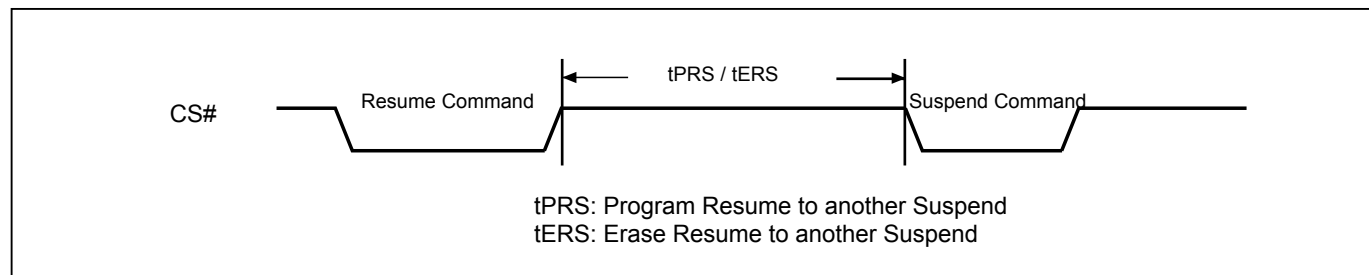 tPRS / tERS
Resume Command
Suspend Command
CS#
tPRS: Program Resume to another Suspend
tERS: Erase Resume to another Suspend